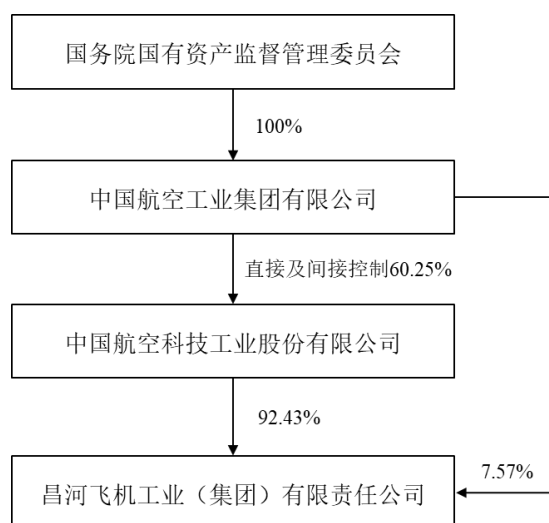 国务院国有资产监督管理委员会
100%
中国航空工业集团有限公司
直接及间接控制60.25%
中国航空科技工业股份有限公司
92.43%
7.57%
昌河飞机工业（集团）有限责任公司